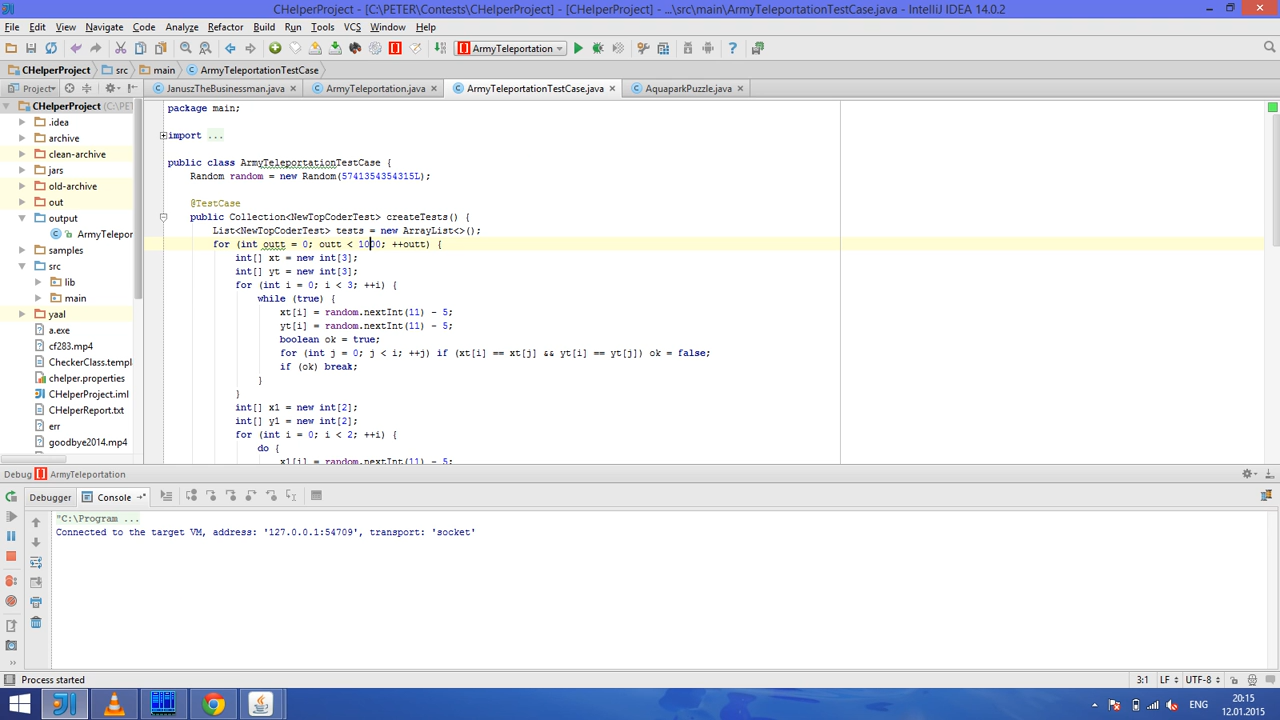 CHelperProject - [C:\PETER\Contests\CHelperProject] - [CHelperProject] - ...\src\main\ArmyTeleportationTestCase.java - IntelliJ IDEA 14.0.2
File Edit View Navigate Code Analyze Refactor Build Run Tools VCS Window Help
ArmyTeleportation
CHelperProject src main ArmyTeleportationTestCase
Project
JanuszTheBusinessman.java ArmyTeleportation.java ArmyTeleportationTestCase.java AquaparkPuzzle.java
CHelperProject (C:\PET
.idea
archive
clean-archive
jars
old-archive
out
output
ArmyTelepor
samples
src
lib
main
yaal
a.exe
cf283.mp4
CheckerClass.templ
chelper.properties
CHelperProject.iml
CHelperReport.txt
err
goodbye2014.mp4
package main;
import ...
public class ArmyTeleportationTestCase {
Random random = new Random(5741354354315L);
@TestCase
public Collection<NewTopCoderTest> createTests() {
List<NewTopCoderTest> tests = new ArrayList<>();
for (int outt = 0; outt < 1000; ++outt) {
int[] xt = new int[3];
int[] yt = new int[3];
for (int i = 0; i < 3; ++i) {
while (true) {
xt[i] = random.nextInt(11) - 5;
yt[i] = random.nextInt(11) - 5;
boolean ok = true;
for (int j = 0; j < i; ++j) if (xt[i] == xt[j] && yt[i] == yt[j]) ok = false;
if (ok) break;
}
}
int[] x1 = new int[2];
int[] y1 = new int[2];
for (int i = 0; i < 2; ++i) {
do {
x1[i] = random.nextInt(11) - 5;
Debug ArmyTeleportation
Debugger Console
"C:\Program ...
Connected to the target VM, address: '127.0.0.1:54709', transport: 'socket'
Process started 3:1 LF UTF-8
ENG
20:15
12.01.2015